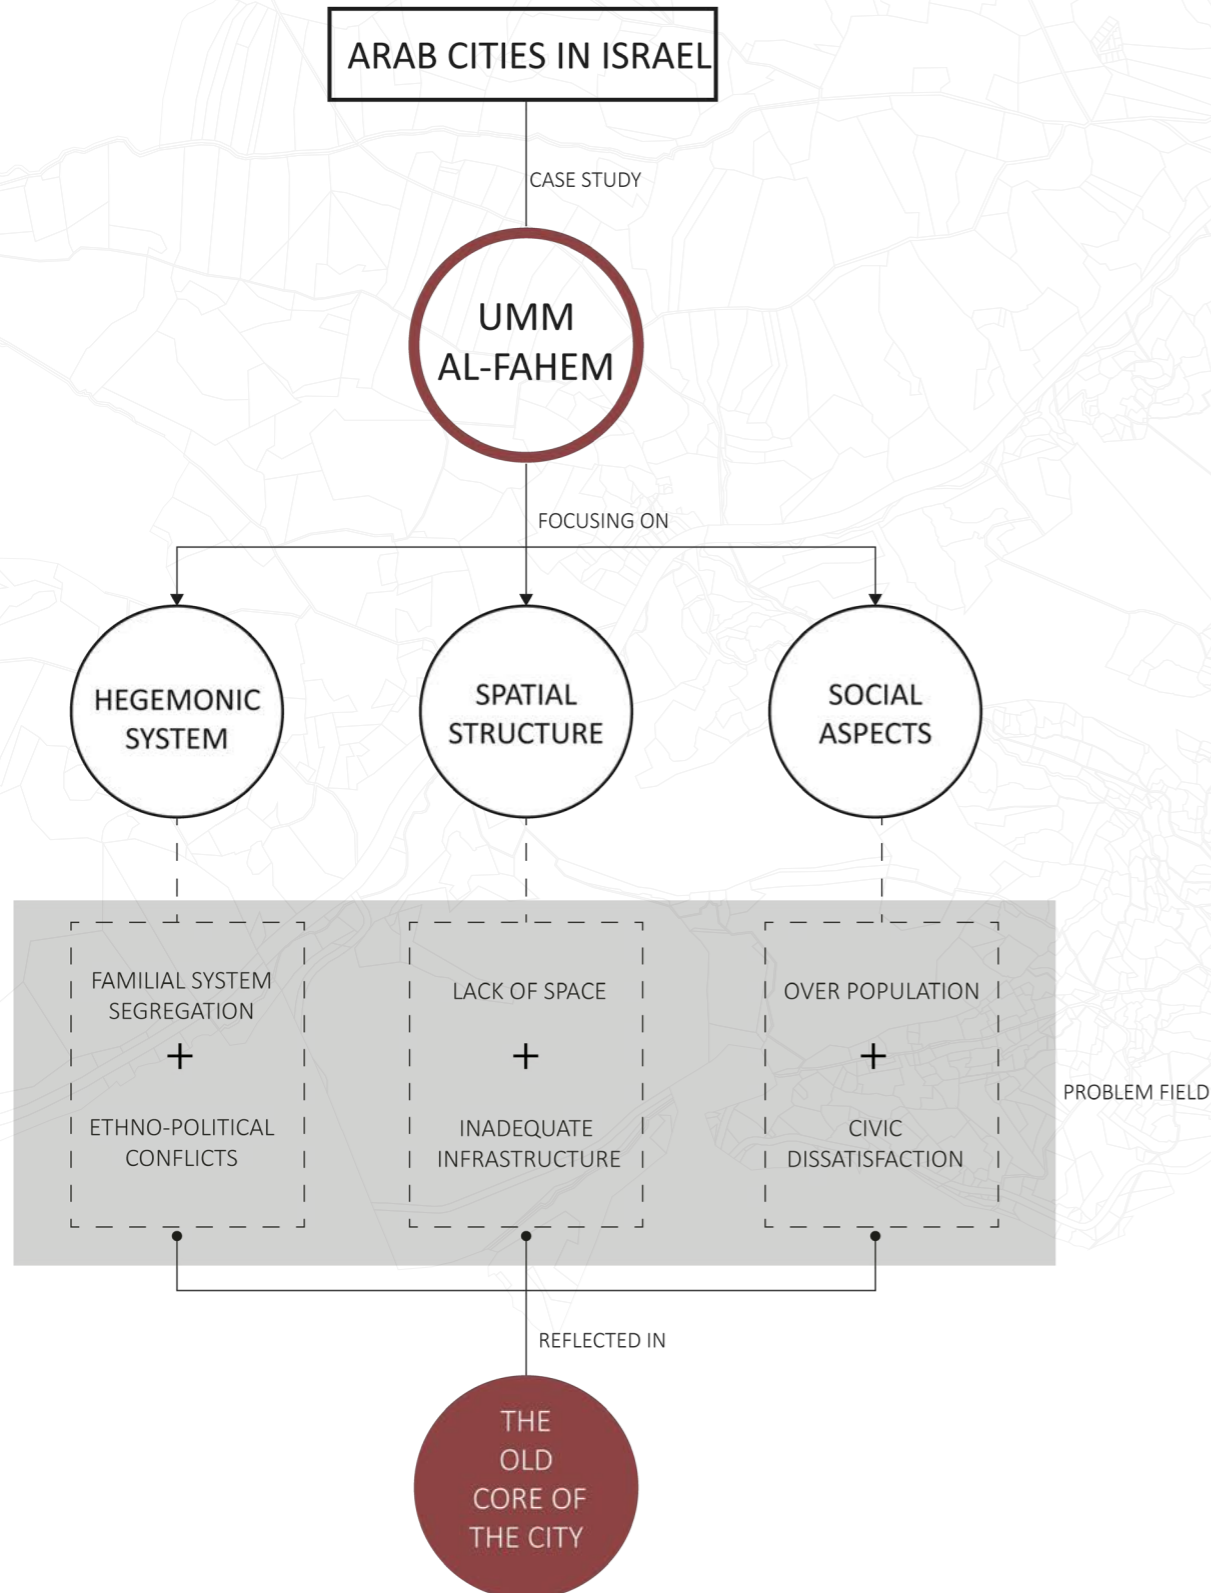 ARAB CITIES IN ISRAEL
CASE STUDY
UMM
AL-FAHEM
FOCUSING ON
HEGEMONIC
SYSTEM
SPATIAL
STRUCTURE
SOCIAL
ASPECTS
FAMILIAL SYSTEM
SEGREGATION
+
ETHNO-POLITICAL
CONFLICTS
LACK OF SPACE
+
INADEQUATE
INFRASTRUCTURE
OVER POPULATION
+
CIVIC
DISSATISFACTION
PROBLEM FIELD
REFLECTED IN
THE
OLD
CORE OF
THE CITY